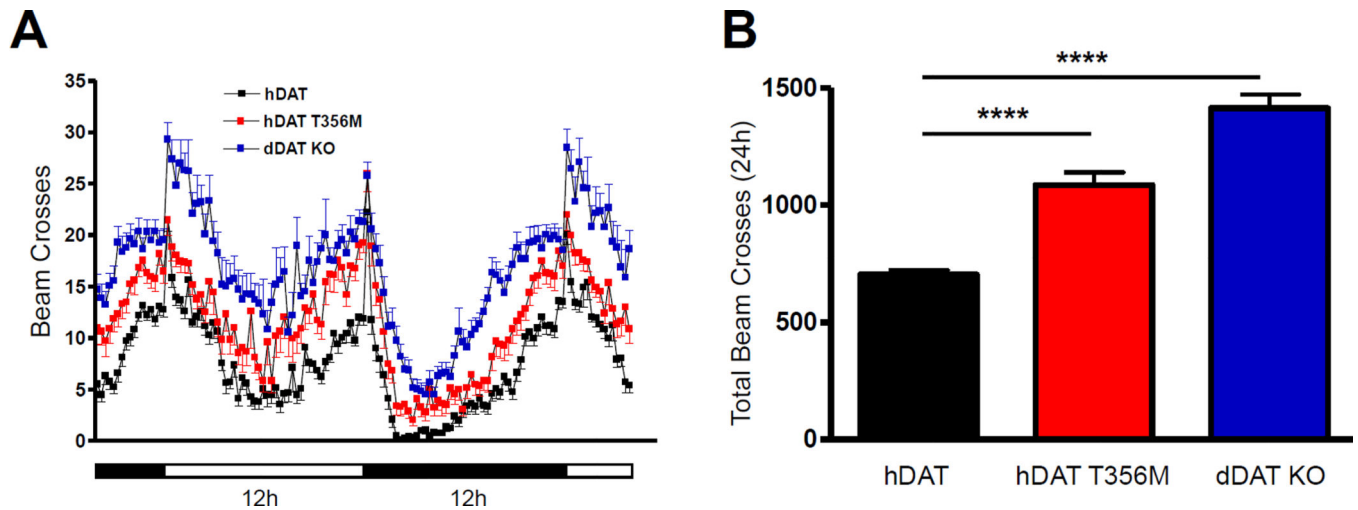 A
Beam Crosses
35
30
25
20
15
10
5
0
hDAT
hDAT T356M
dDAT KO
12h
12h
B
Total Beam Crosses (24h)
1500
1000
500
0
****
****
hDAT
hDAT T356M
dDAT KO